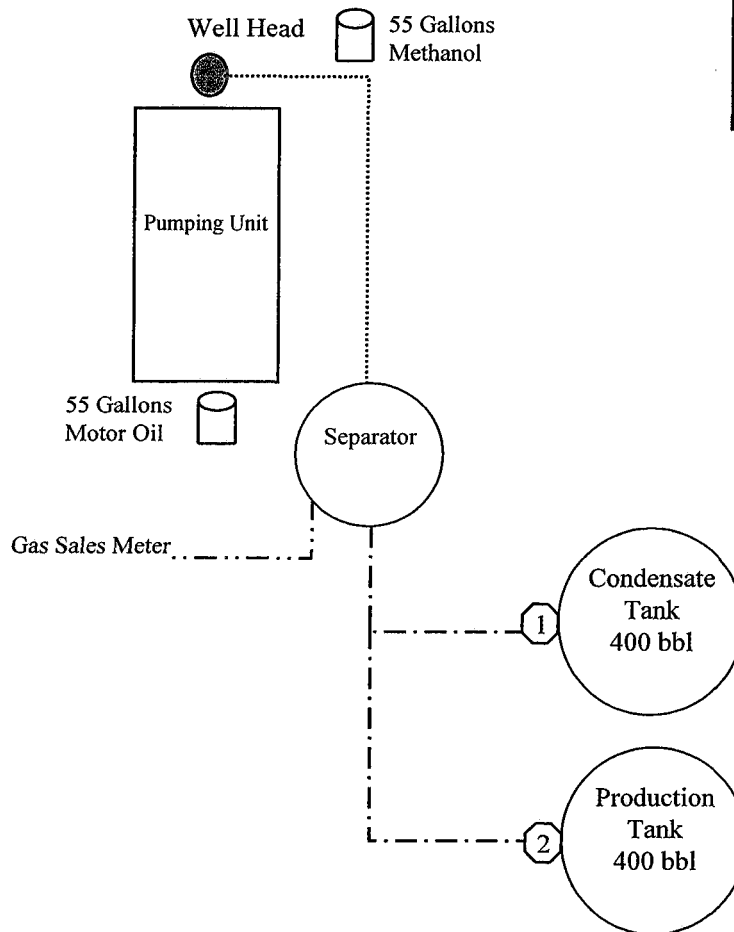 Well Head
55 Gallons
Methanol
Pumping Unit
55 Gallons
Motor Oil
Separator
Gas Sales Meter
Condensate
Tank
400 bbl
1
Production
Tank
400 bbl
2